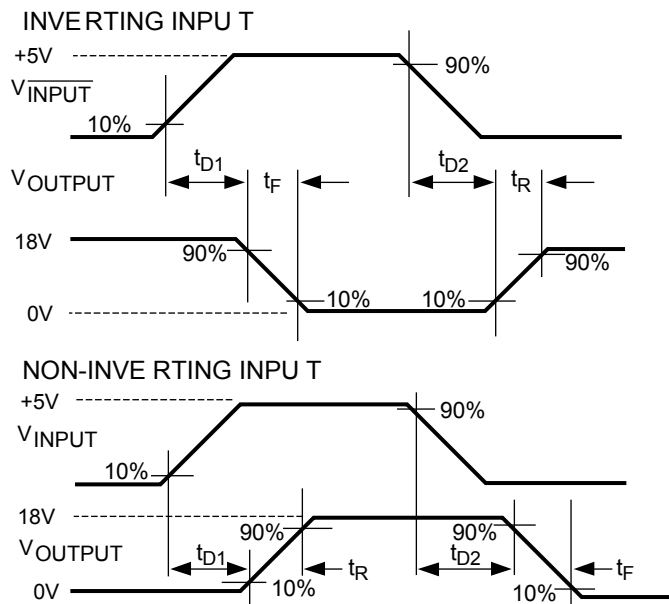 INVERTING INPUT
+5V
V INPUT
90%
10%
tD1
tD2
VOUTPUT
tF
tR
18V
90%
90%
10%
10%
0V
NON-INVERTING INPUT
+5V
VINPUT
90%
10%
18V
90%
90%
VOUTPUT
tD1
tR
tD2
tF
0V
10%
10%